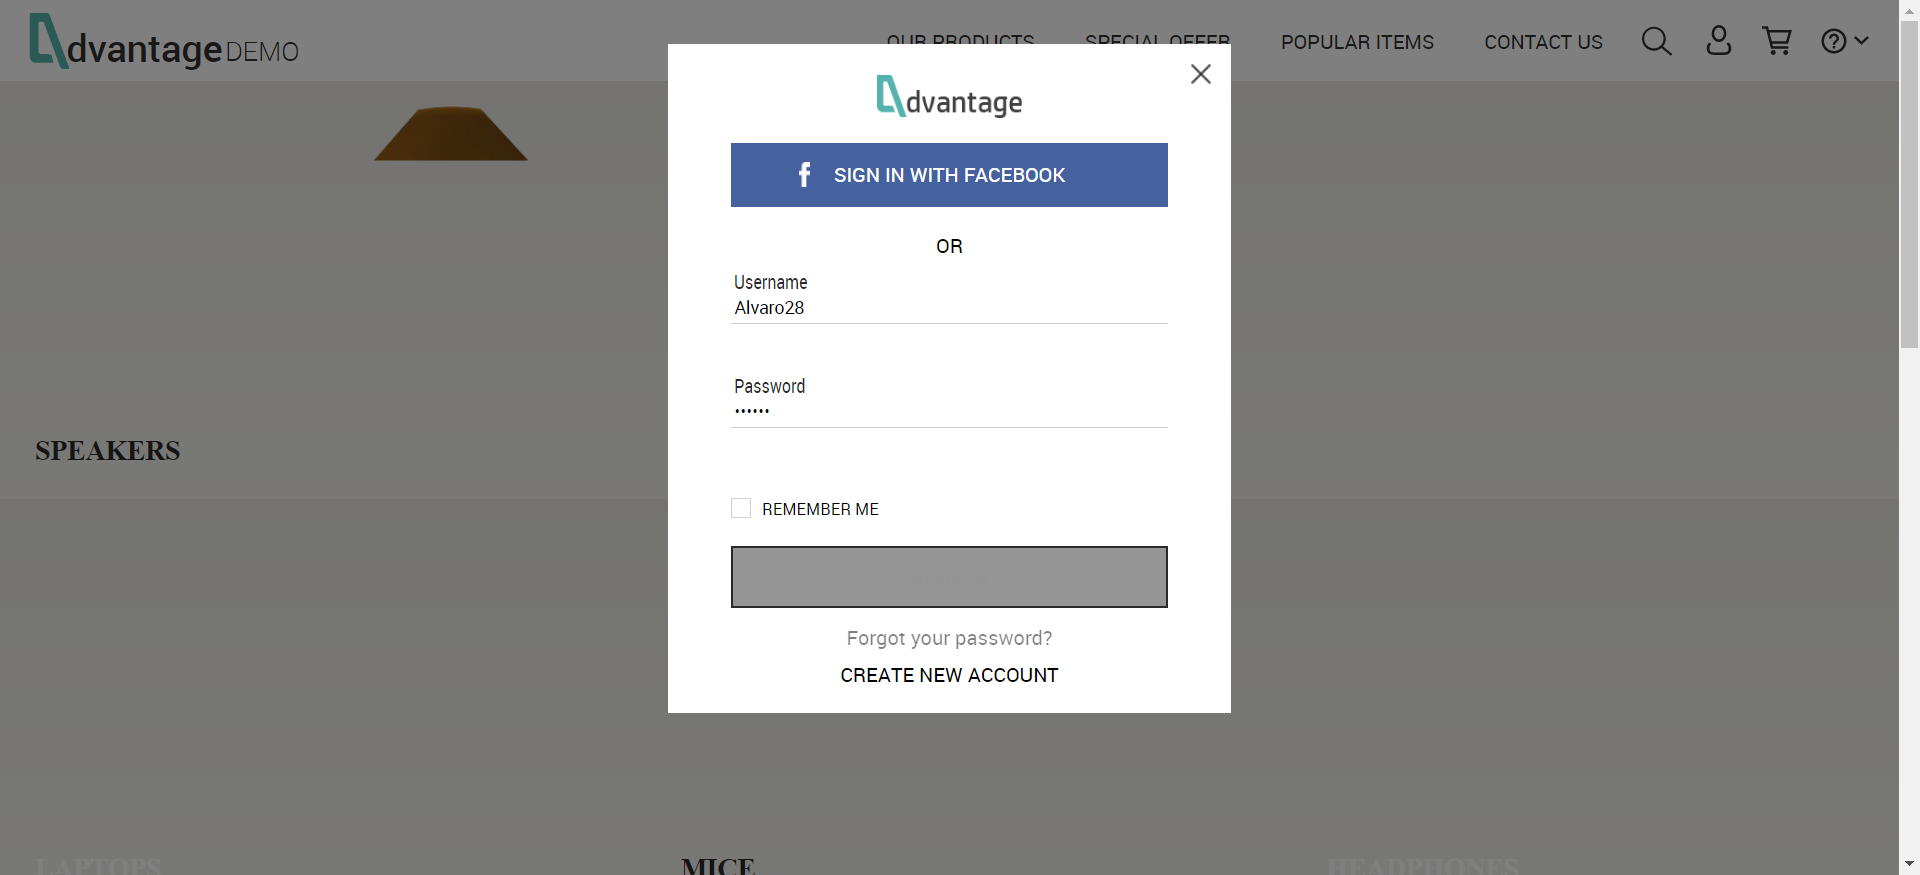 dvantage DEMO
OUR PRODUCTS
SPECIAL OFFER
POPULAR ITEMS
CONTACT US
dvantage
SIGN IN WITH FACEBOOK
OR
Username
Alvaro28
Password
••••••
REMEMBER ME
Forgot your password?
CREATE NEW ACCOUNT
SPEAKERS
LAPTOPS
MICE
HEADPHONES